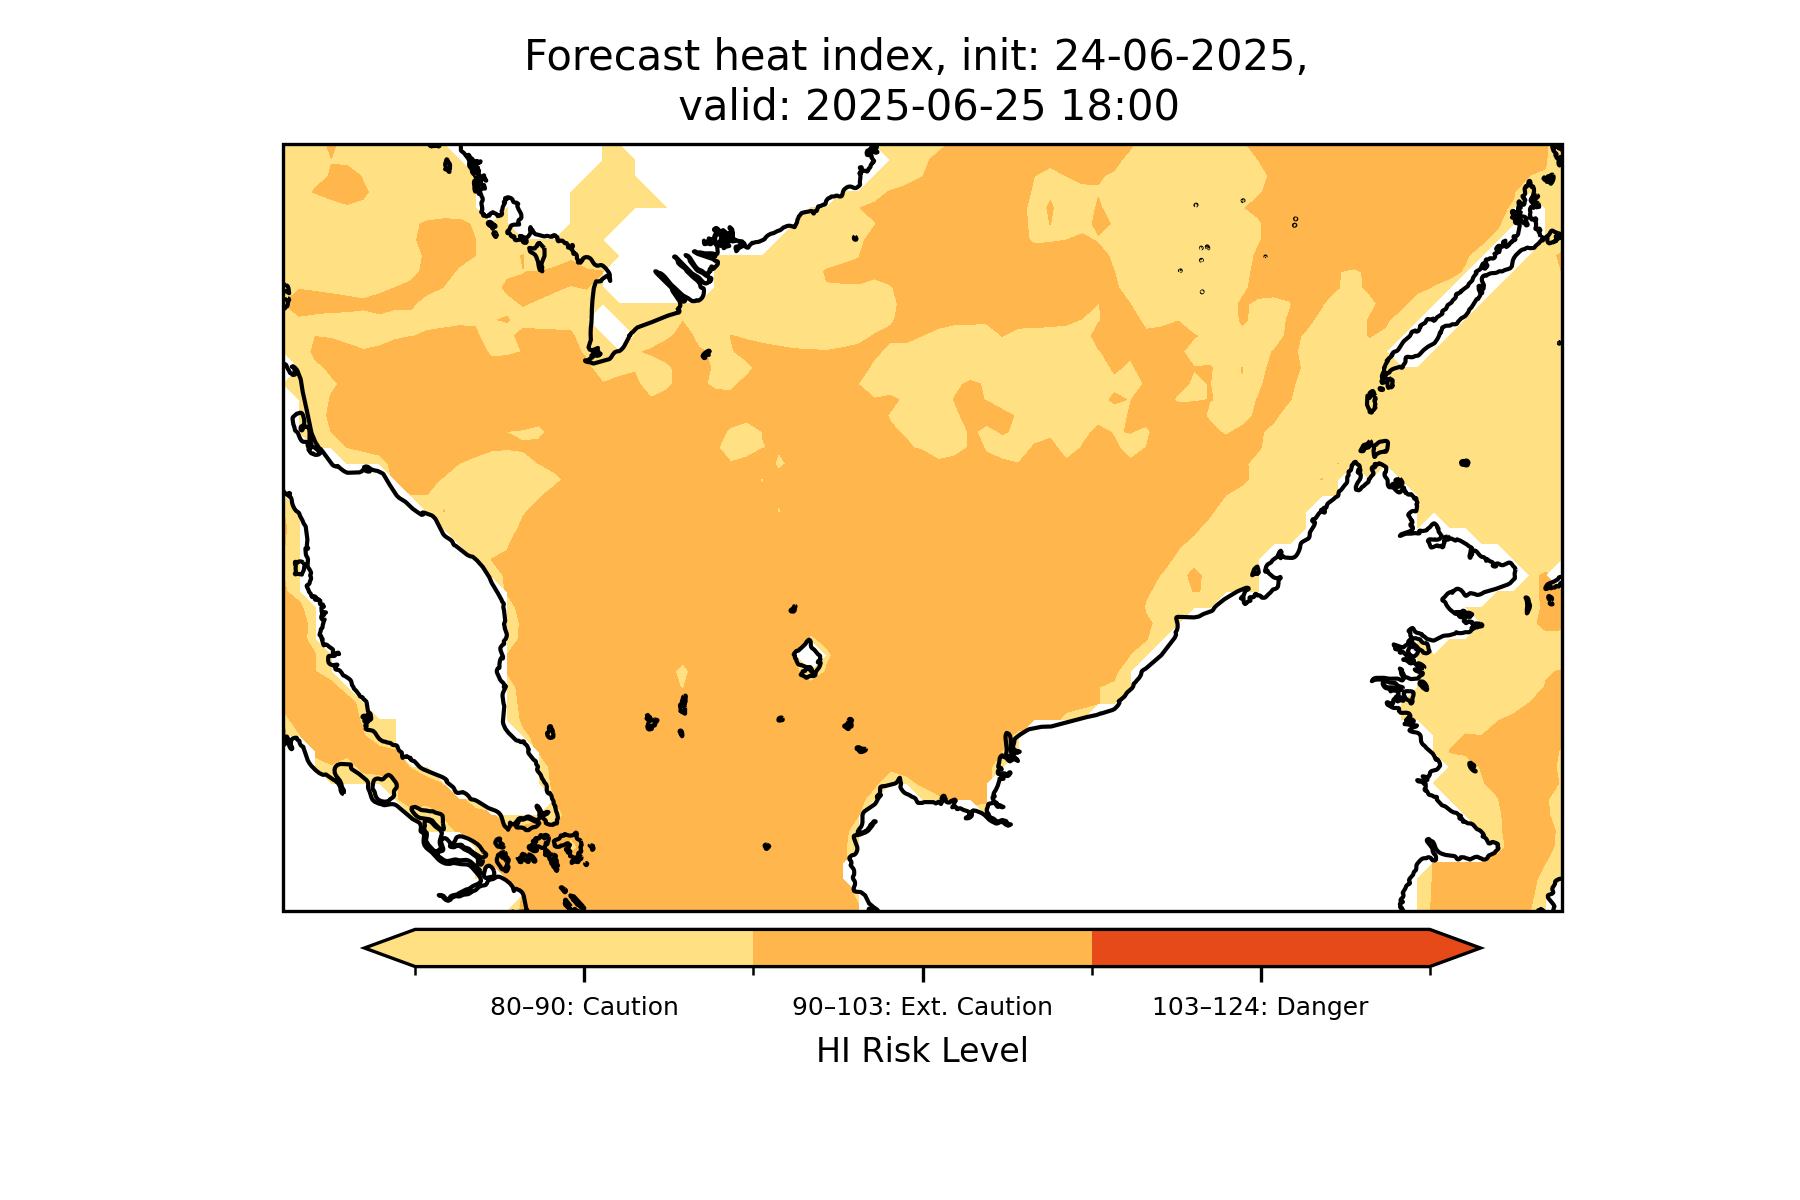 Forecast heat index, init: 24-06-2025,
valid: 2025-06-25 18:00
80–90: Caution
90–103: Ext. Caution
103–124: Danger
HI Risk Level